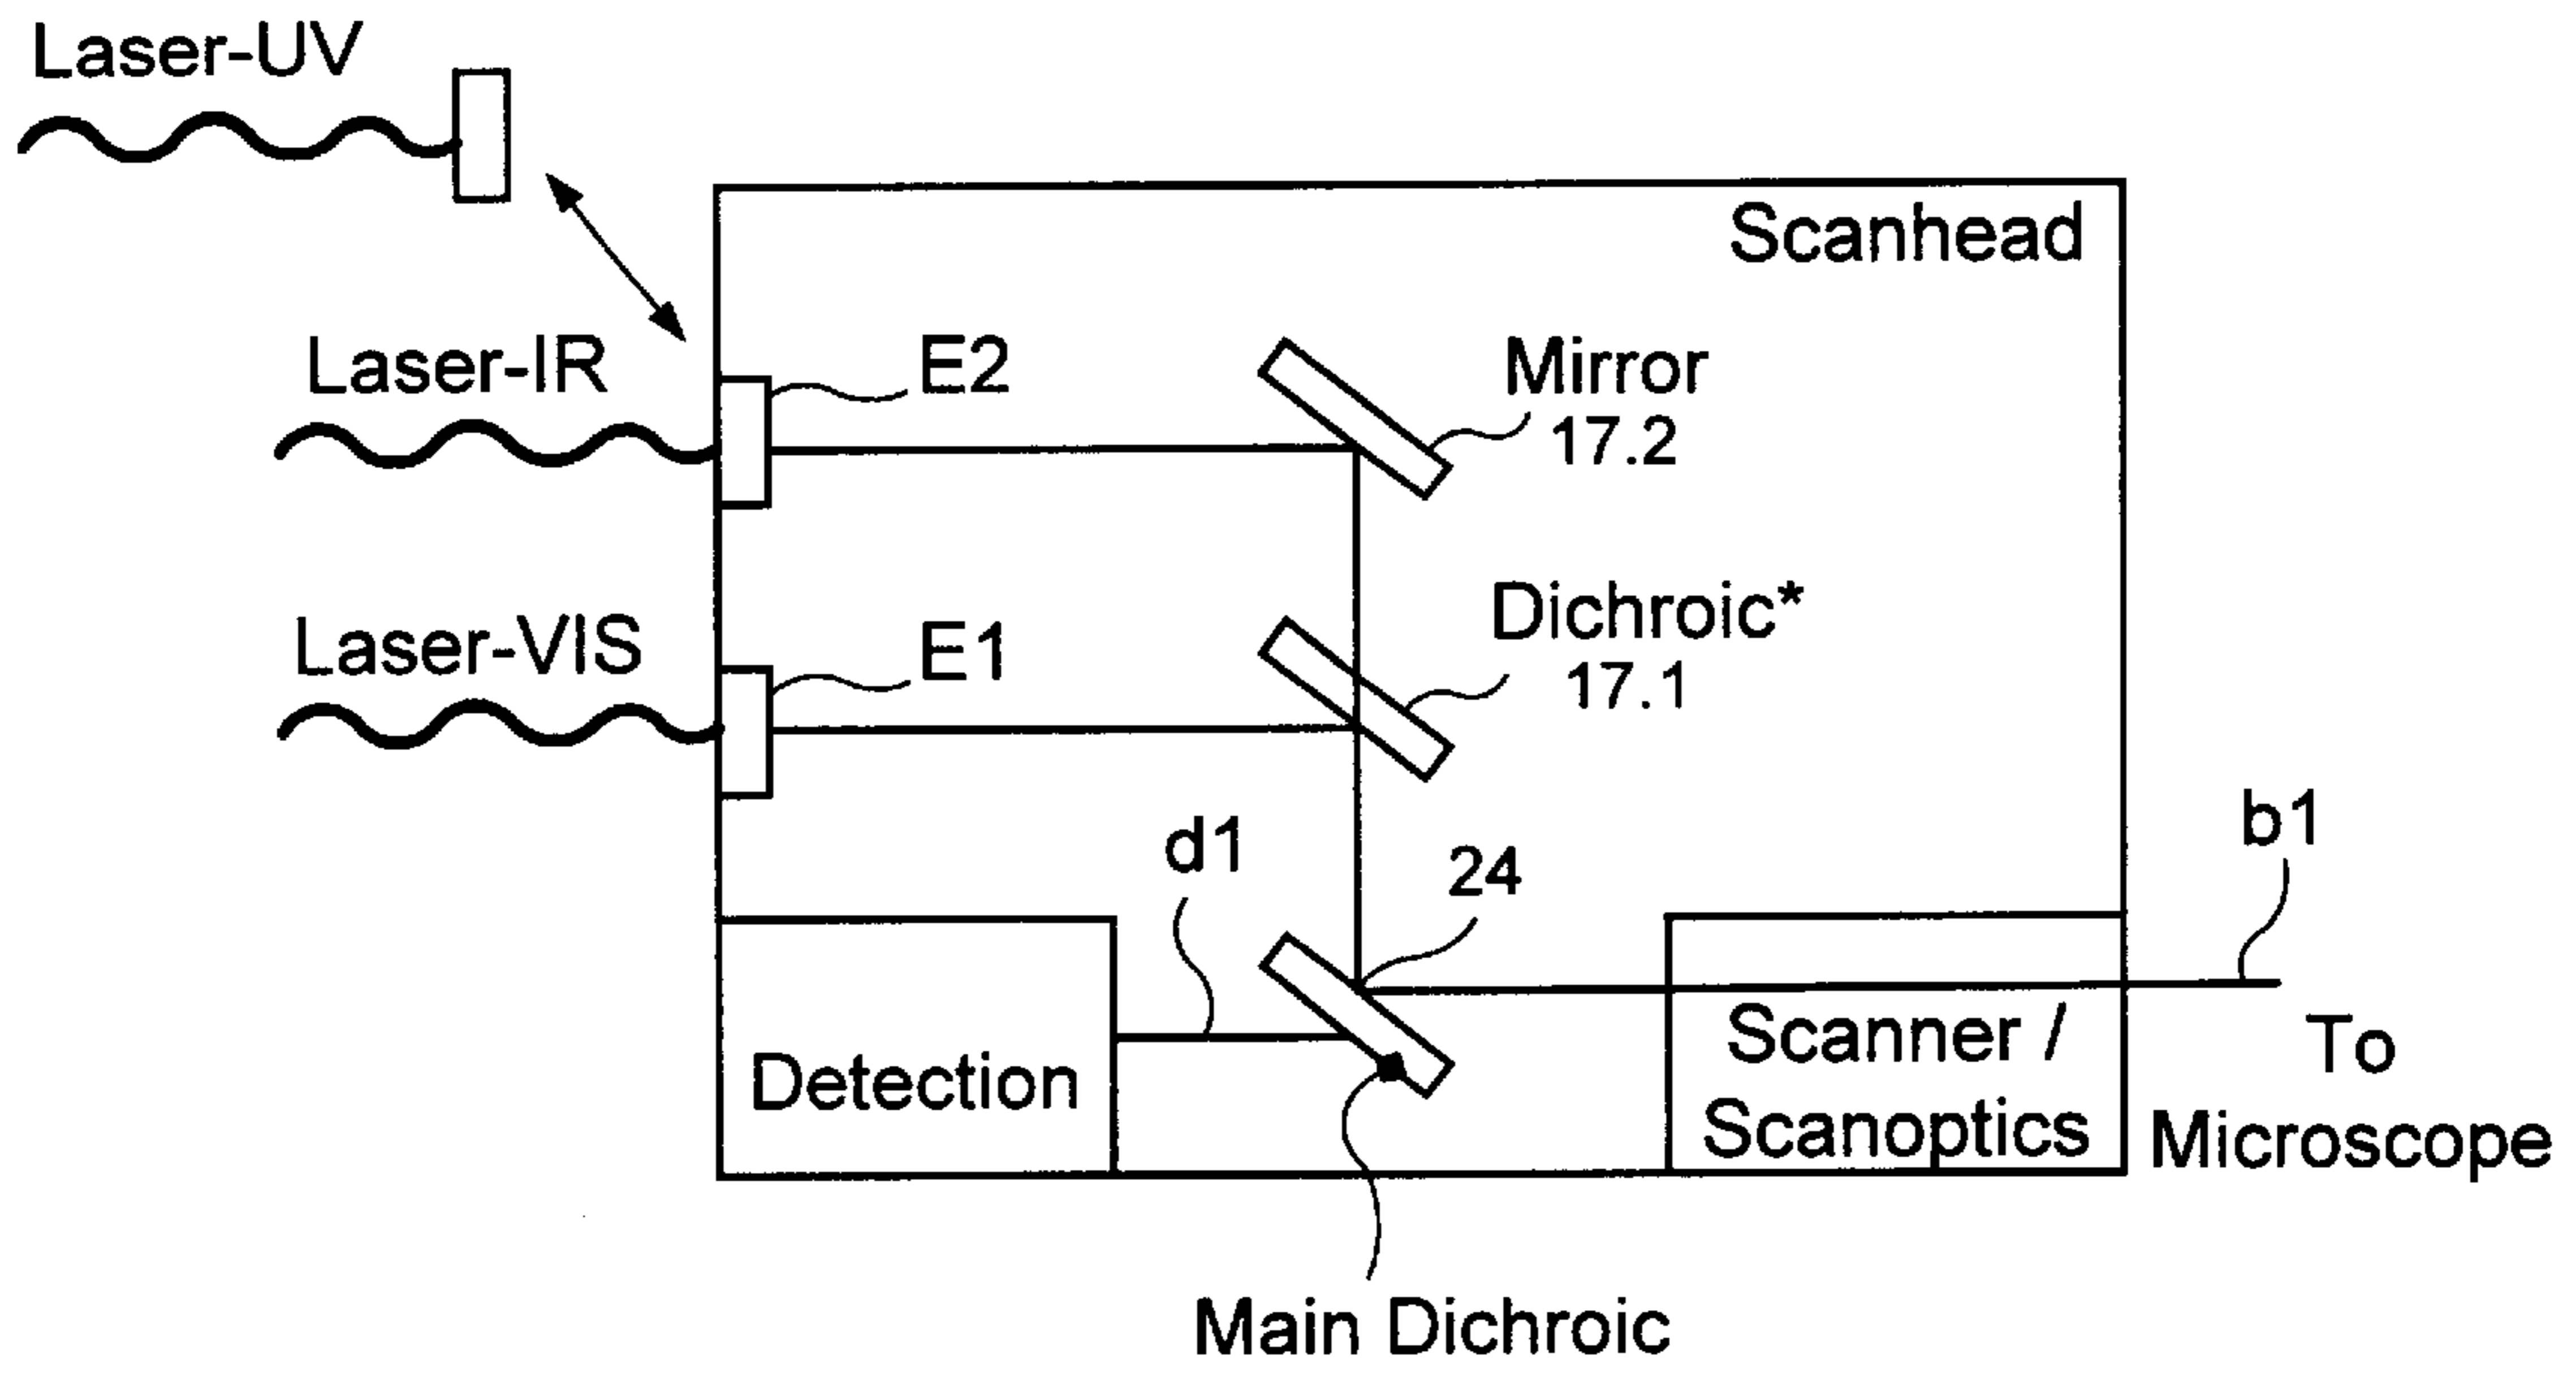 Laser-UV
Scanhead
Laser-IR
E2
Mirror
17.2
Laser-VIS
E1
Dichroic*
17.1
d1
24
b1
Detection
Scanner /
Scanoptics
To
Microscope
Main Dichroic